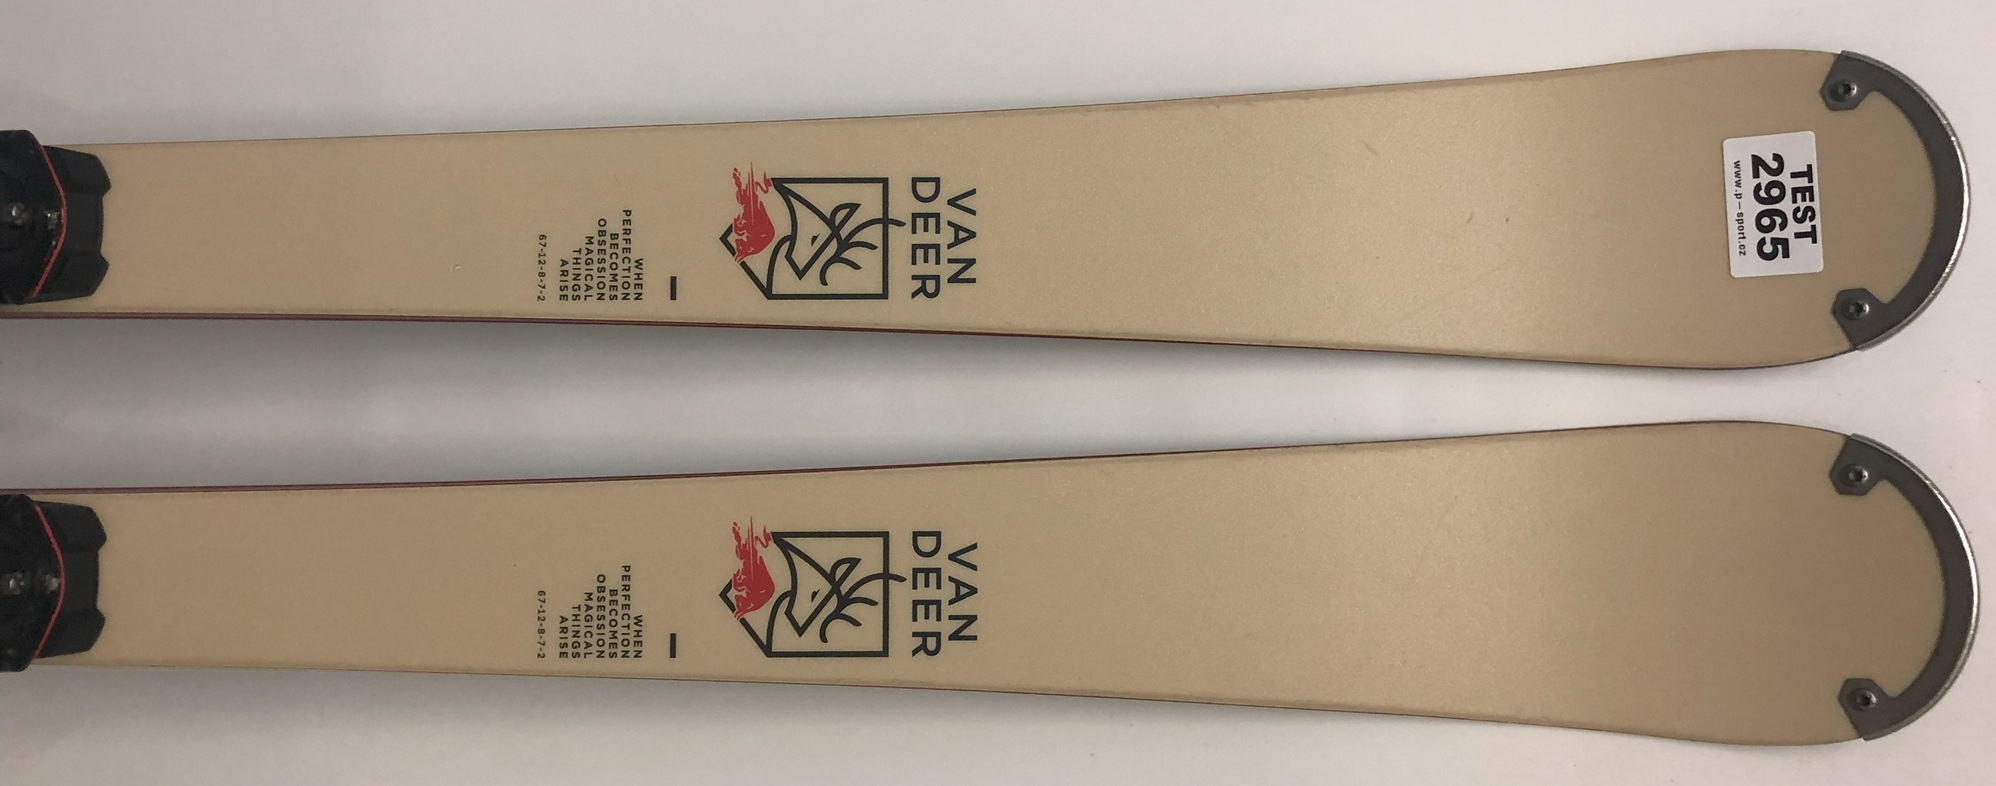 TEST
2965
www.p-sport.cz
VAN
DEER
WHEN
PERFECTION
BECOMES
OBSESSION
MAGICAL
THINGS
ARISE
67-12-8-7-2
VAN
DEER
WHEN
PERFECTION
BECOMES
OBSESSION
MAGICAL
THINGS
ARISE
67-12-8-7-2